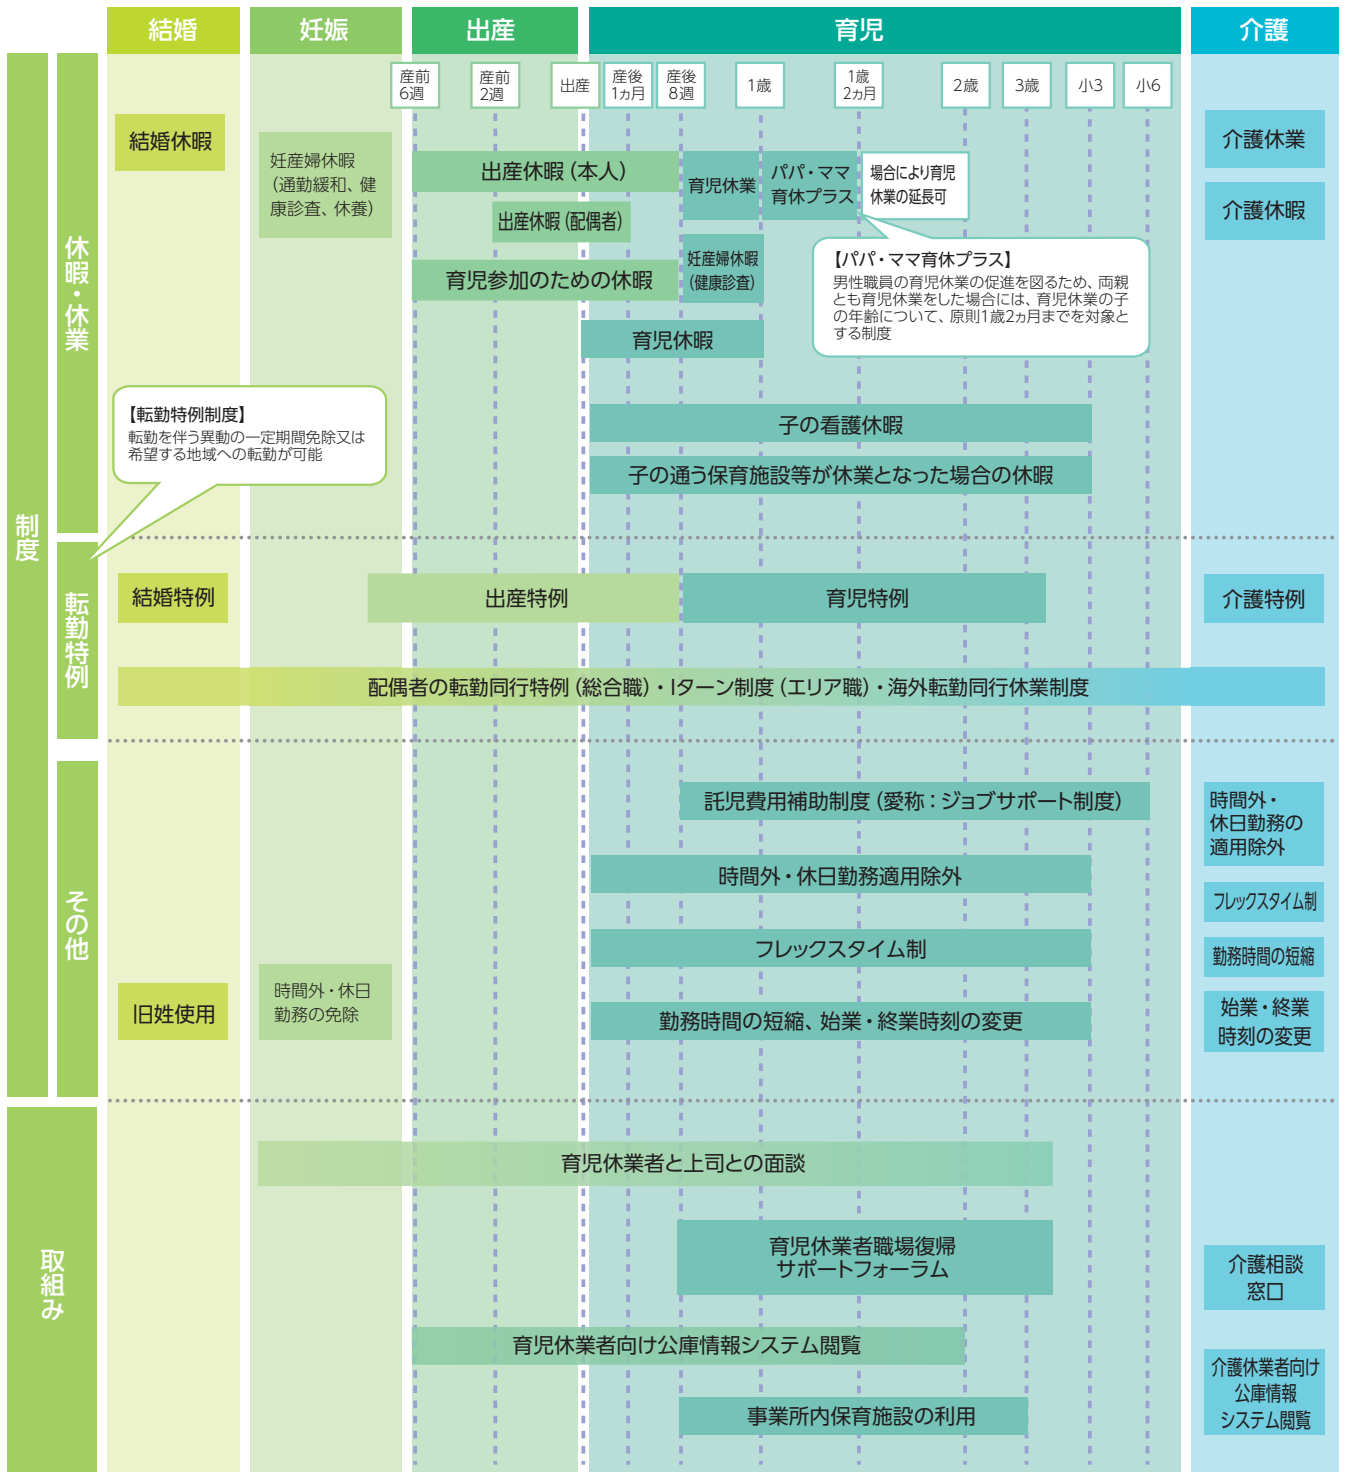 結婚
妊娠
出産
育児
介護
産前
6週
産前
2週
出産
産後
1ヵ月
産後
8週
1歳
1歳
2ヵ月
2歳
3歳
小3
小6
制度
休暇・休業
結婚休暇
妊産婦休暇
（通勤緩和、健
康診査、休養）
出産休暇（本人）
出産休暇（配偶者）
育児参加のための休暇
育児休業
パパ・ママ
育休プラス
場合により育児
休業の延長可
妊産婦休暇
（健康診査）
育児休暇
【パパ・ママ育休プラス】
男性職員の育児休業の促進を図るため、両親
とも育児休業をした場合には、育児休業の子
の年齢について、原則1歳2ヵ月までを対象と
する制度
子の看護休暇
子の通う保育施設等が休業となった場合の休暇
介護休業
介護休暇
【転勤特例制度】
転勤を伴う異動の一定期間免除又は
希望する地域への転勤が可能
転勤特例
結婚特例
出産特例
育児特例
介護特例
配偶者の転勤同行特例（総合職）・Iターン制度（エリア職）・海外転勤同行休業制度
その他
旧姓使用
時間外・休日
勤務の免除
託児費用補助制度（愛称：ジョブサポート制度）
時間外・休日勤務適用除外
フレックスタイム制
勤務時間の短縮、始業・終業時刻の変更
時間外・
休日勤務の
適用除外
フレックスタイム制
勤務時間の短縮
始業・終業
時刻の変更
取組み
育児休業者と上司との面談
育児休業者職場復帰
サポートフォーラム
育児休業者向け公庫情報システム閲覧
事業所内保育施設の利用
介護相談
窓口
介護休業者向け
公庫情報
システム閲覧